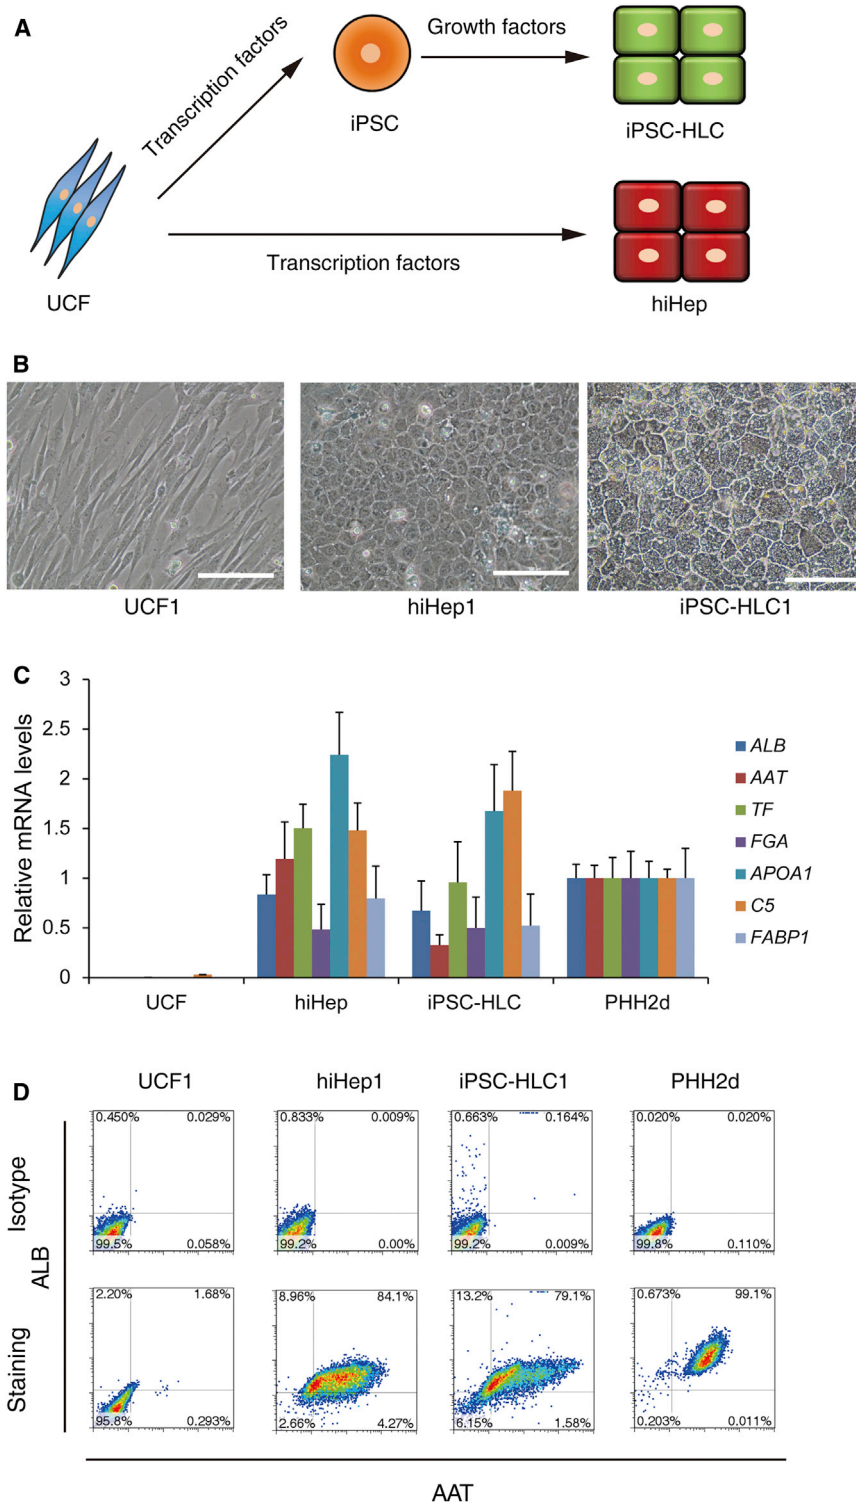 A
Transcription factors
Growth factors
iPSC
iPSC-HLC
UCF
Transcription factors
hiHep
B
UCF1
hiHep1
iPSC-HLC1
C
Relative mRNA levels
3
2.5
2
1.5
1
0.5
0
UCF
hiHep
iPSC-HLC
PHH2d
ALB
AAT
TF
FGA
APOA1
C5
FABP1
D
UCF1
hiHep1
iPSC-HLC1
PHH2d
ALB
Isotype
0.450% 0.029%
99.5% 0.058%
0.833% 0.009%
99.2% 0.00%
0.663% 0.164%
99.2% 0.009%
0.020% 0.020%
99.8% 0.110%
Staining
2.20% 1.68%
95.8% 0.293%
8.96% 84.1%
2.66% 4.27%
13.2% 79.1%
6.15% 1.58%
0.673% 99.1%
0.203% 0.011%
AAT